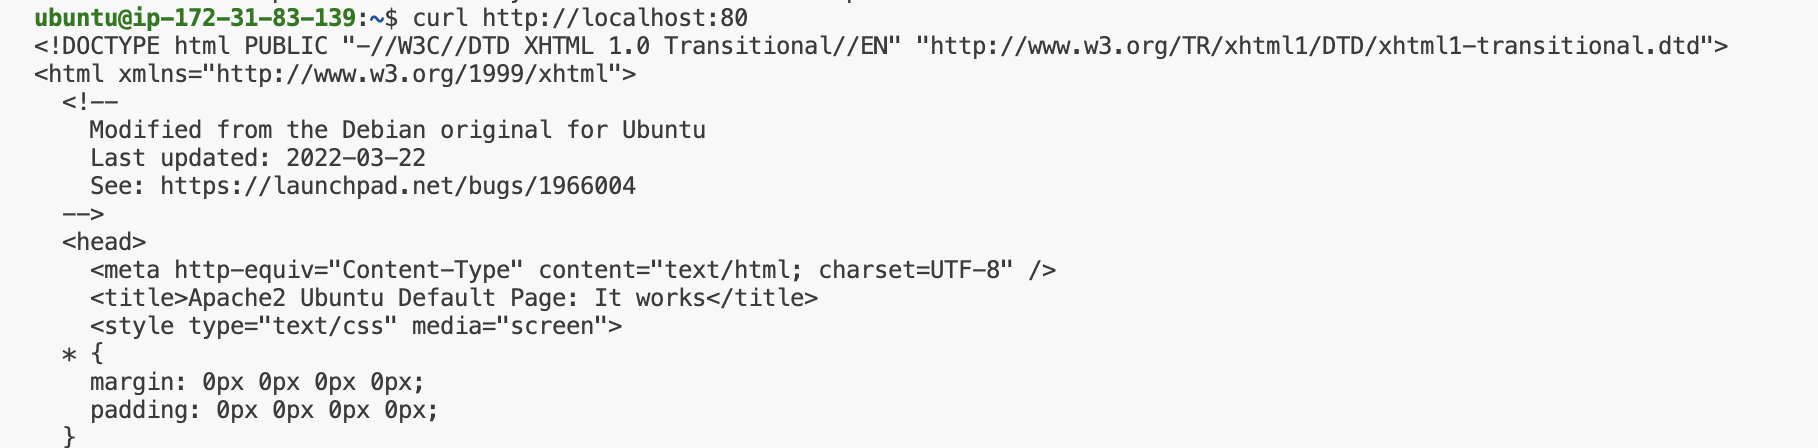 ubuntu@ip-172-31-83-139:~$ curl http://localhost:80
<!DOCTYPE html PUBLIC "-//W3C//DTD XHTML 1.0 Transitional//EN" "http://www.w3.org/TR/xhtml1/DTD/xhtml1-transitional.dtd">
<html xmlns="http://www.w3.org/1999/xhtml">
  <!--
    Modified from the Debian original for Ubuntu
    Last updated: 2022-03-22
    See: https://launchpad.net/bugs/1966004
  -->
  <head>
    <meta http-equiv="Content-Type" content="text/html; charset=UTF-8" />
    <title>Apache2 Ubuntu Default Page: It works</title>
    <style type="text/css" media="screen">
  * {
    margin: 0px 0px 0px 0px;
    padding: 0px 0px 0px 0px;
  }